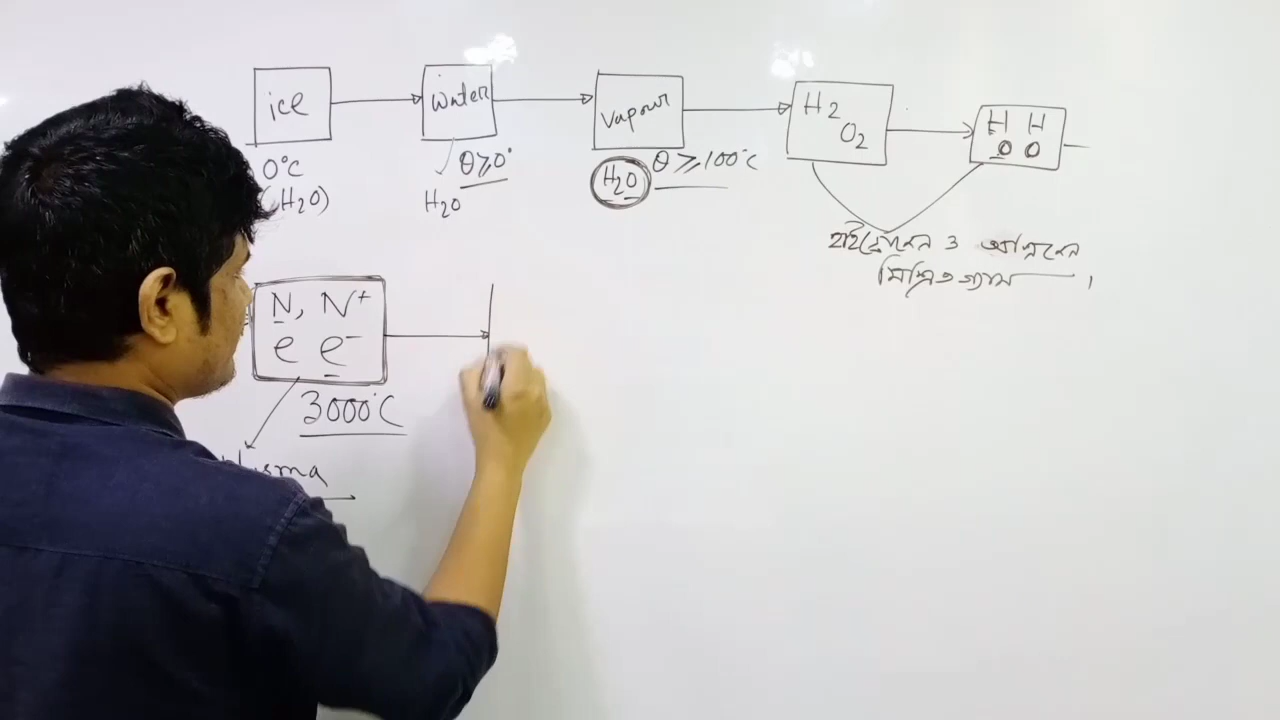 ice
0°C
(H₂O)
Water
θ ≥ 0°
H₂O
Vapour
H₂O θ ≥ 100°C
H₂
O₂
H H
O O
হাইড্রোজেন ও অক্সিজেন
মিশ্রিত গ্যাস ।
N, N⁺
e e⁻
3000°C